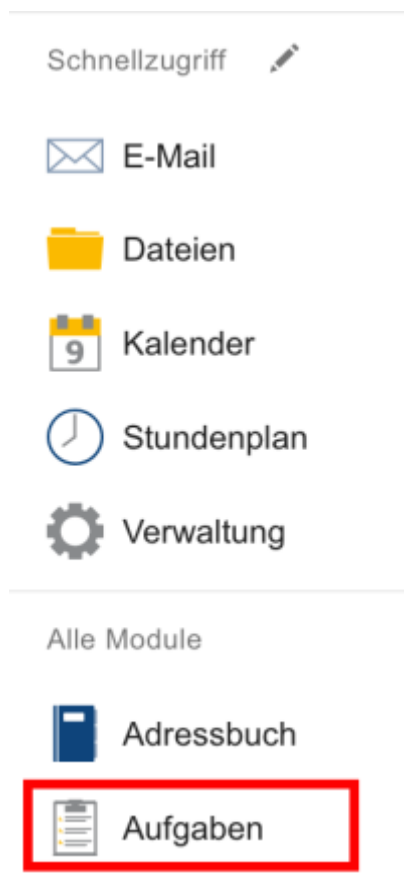 Schnellzugriff
E-Mail
Dateien
9
Kalender
Stundenplan
Verwaltung
Alle Module
Adressbuch
Aufgaben